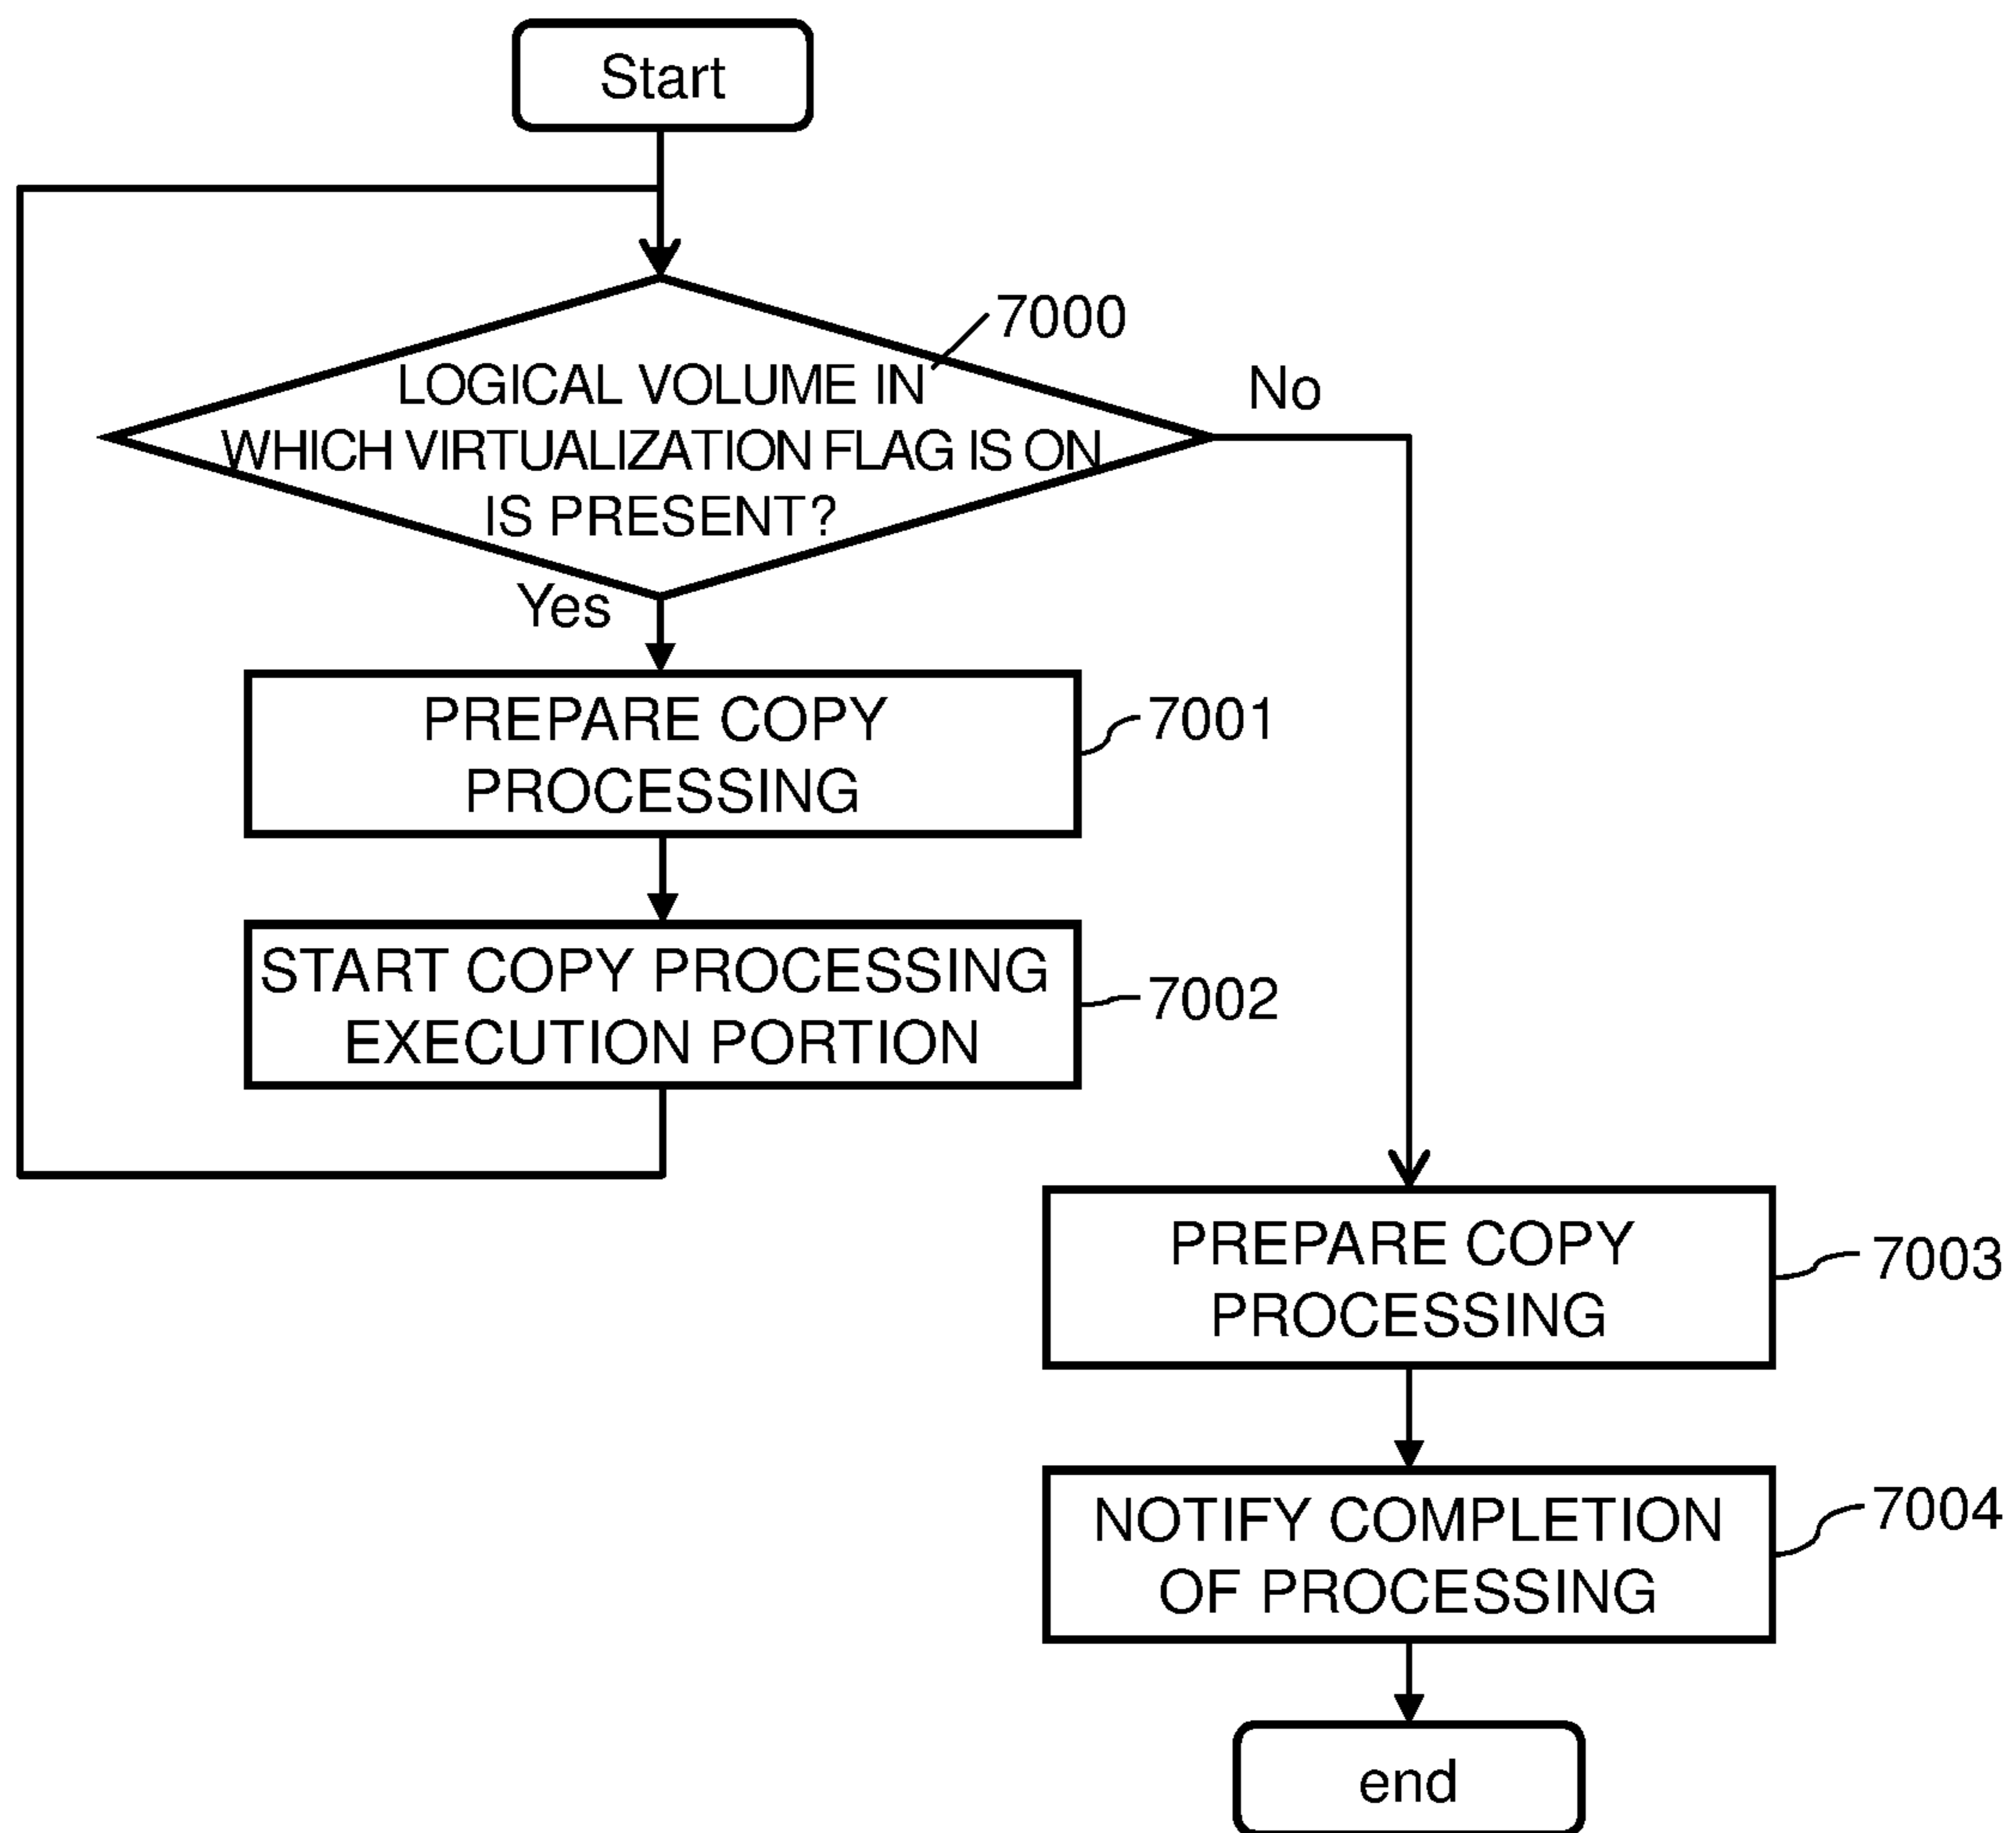 Start
7000
LOGICAL VOLUME IN
WHICH VIRTUALIZATION FLAG IS ON
IS PRESENT?
No
Yes
PREPARE COPY
PROCESSING
7001
START COPY PROCESSING
EXECUTION PORTION
7002
PREPARE COPY
PROCESSING
7003
NOTIFY COMPLETION
OF PROCESSING
7004
end